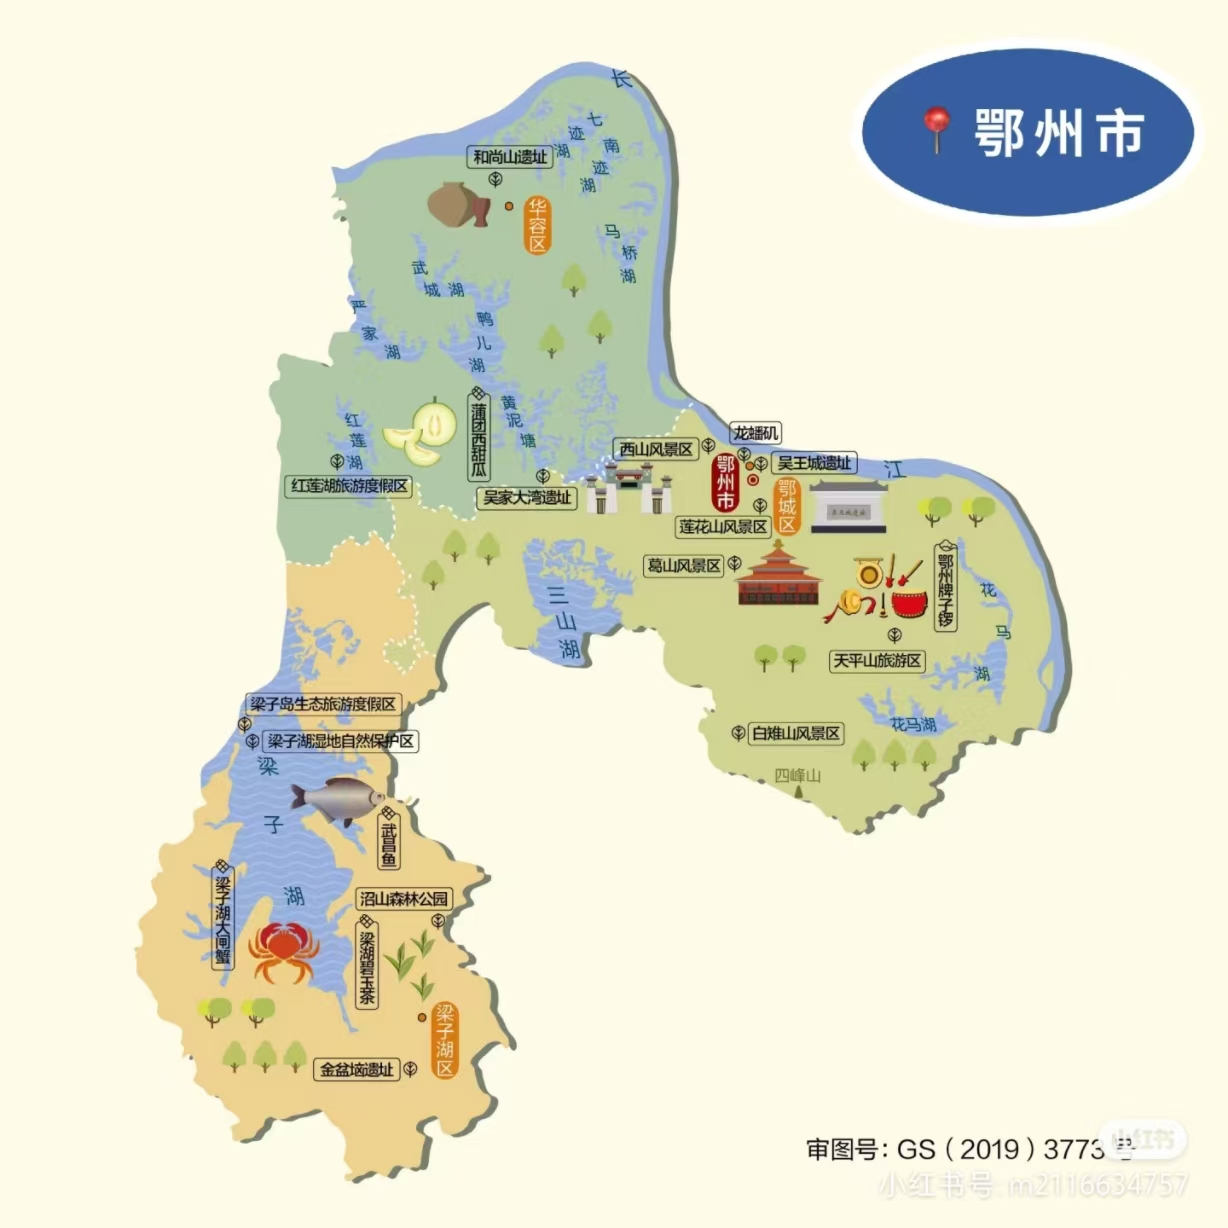 鄂州市
长
江
七迹湖
南迹湖
和尚山遗址
华容区
马桥湖
武城湖
严家湖
鸭儿湖
黄泥塘
蒲团西甜瓜
红莲湖
红莲湖旅游度假区
吴家大湾遗址
西山风景区
龙蟠矶
鄂州市
吴王城遗址
鄂城区
莲花山风景区
葛山风景区
三山湖
鄂州牌子锣
花马湖
天平山旅游区
花马湖
白雉山风景区
四峰山
梁子岛生态旅游度假区
梁子湖湿地自然保护区
梁子湖
武昌鱼
梁子湖大闸蟹
沼山森林公园
梁湖碧玉茶
梁子湖区
金盆垴遗址
审图号：GS（2019）3773号
小红书
小红书号: m2116634757